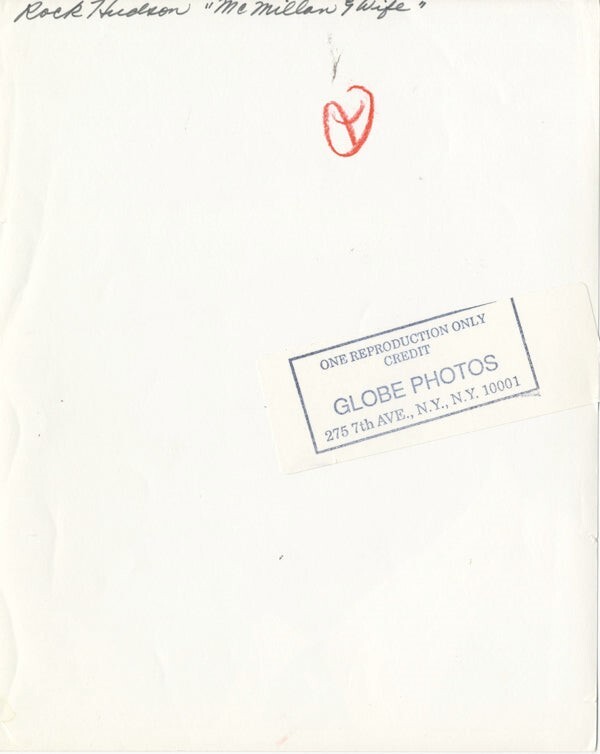 Rock Hudson "McMillan & Wife"
ONE REPRODUCTION ONLY
CREDIT
GLOBE PHOTOS
275 7th AVE., N.Y., N.Y. 10001